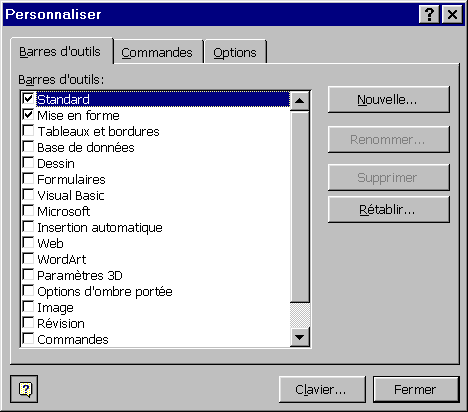 Personnaliser
Barres d'outils Commandes Options
Barres d'outils:
Standard
Mise en forme
Tableaux et bordures
Base de données
Dessin
Formulaires
Visual Basic
Microsoft
Insertion automatique
Web
WordArt
Paramètres 3D
Options d'ombre portée
Image
Révision
Commandes
Nouvelle...
Renommer...
Supprimer
Rétablir...
Clavier... Fermer